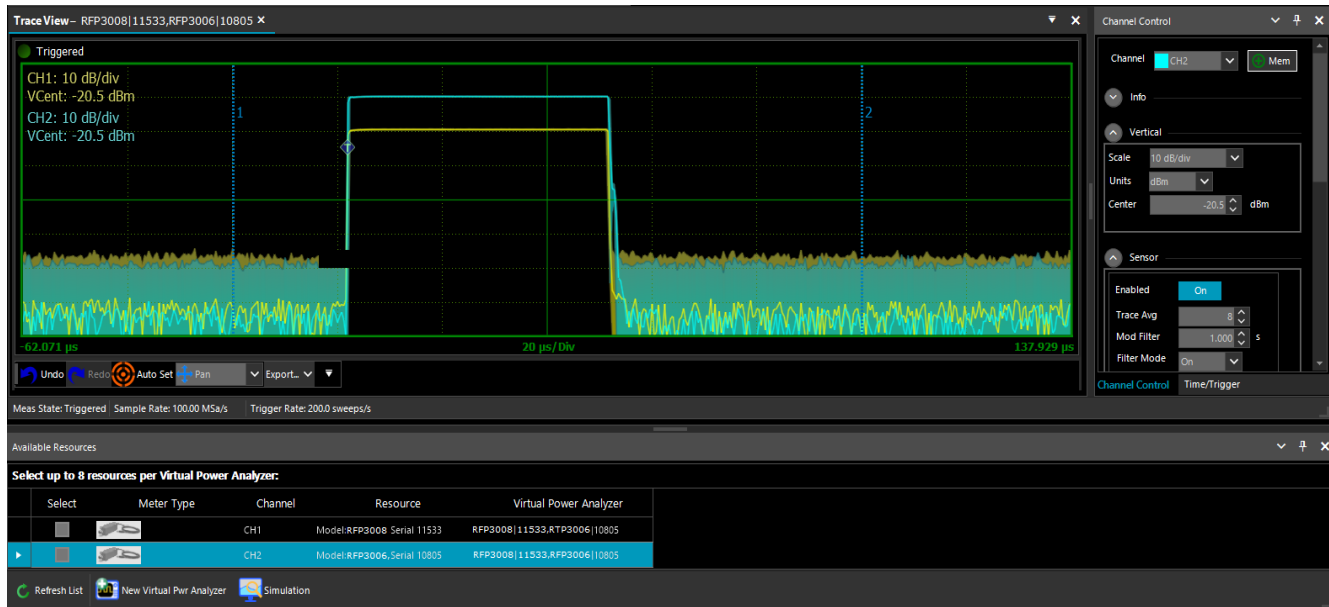 Trace View – RFP3008|11533,RFP3006|10805 ×
Channel Control
Triggered
CH1: 10 dB/div
VCent: -20.5 dBm
CH2: 10 dB/div
VCent: -20.5 dBm
1
2
T
-62.071 µs
20 µs/Div
137.929 µs
Channel CH2 Mem
Info
Vertical
Scale 10 dB/div
Units dBm
Center -20.5 dBm
Sensor
Enabled On
Trace Avg 8
Mod Filter 1.000 s
Filter Mode On
Channel Control Time/Trigger
Undo Redo Auto Set Pan Export...
Meas State: Triggered Sample Rate: 100.00 MSa/s Trigger Rate: 200.0 sweeps/s
Available Resources
Select up to 8 resources per Virtual Power Analyzer:
Select Meter Type Channel Resource Virtual Power Analyzer
CH1 Model:RFP3008 Serial 11533 RFP3008|11533,RTP3006|10805
CH2 Model:RFP3006,Serial 10805 RFP3008|11533,RFP3006|10805
Refresh List New Virtual Pwr Analyzer Simulation